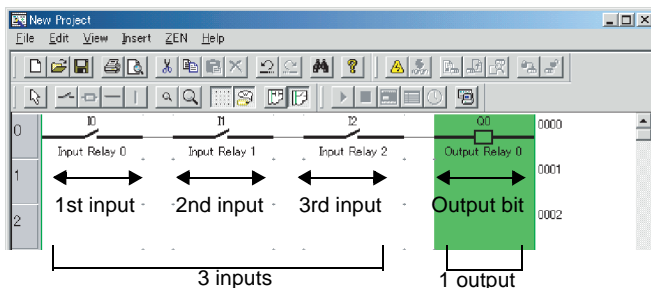 New Project
File Edit View Insert ZEN Help
0 I0 I1 I2 Q0 0000
Input Relay 0 Input Relay 1 Input Relay 2 Output Relay 0
1 0001
1st input 2nd input 3rd input Output bit
2 0002
3 inputs 1 output